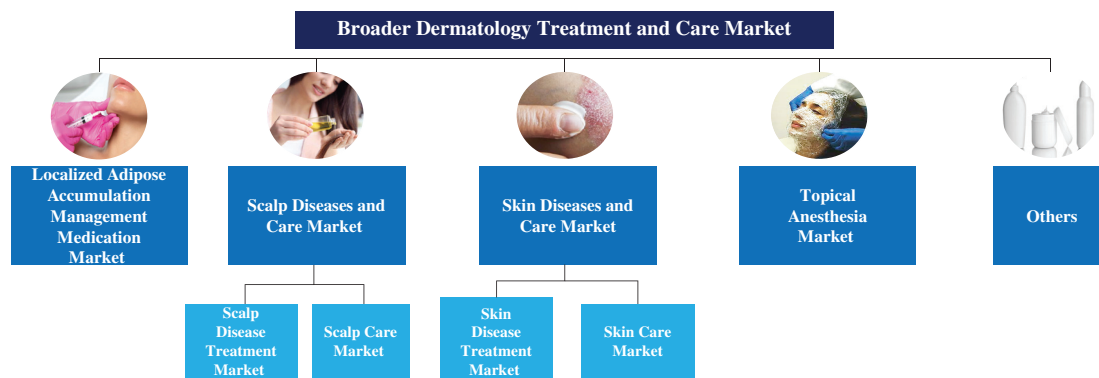 Broader Dermatology Treatment and Care Market
Localized Adipose
Accumulation
Management
Medication
Market
Scalp Diseases and
Care Market
Skin Diseases and
Care Market
Topical
Anesthesia
Market
Others
Scalp
Disease
Treatment
Market
Scalp Care
Market
Skin
Disease
Treatment
Market
Skin Care
Market